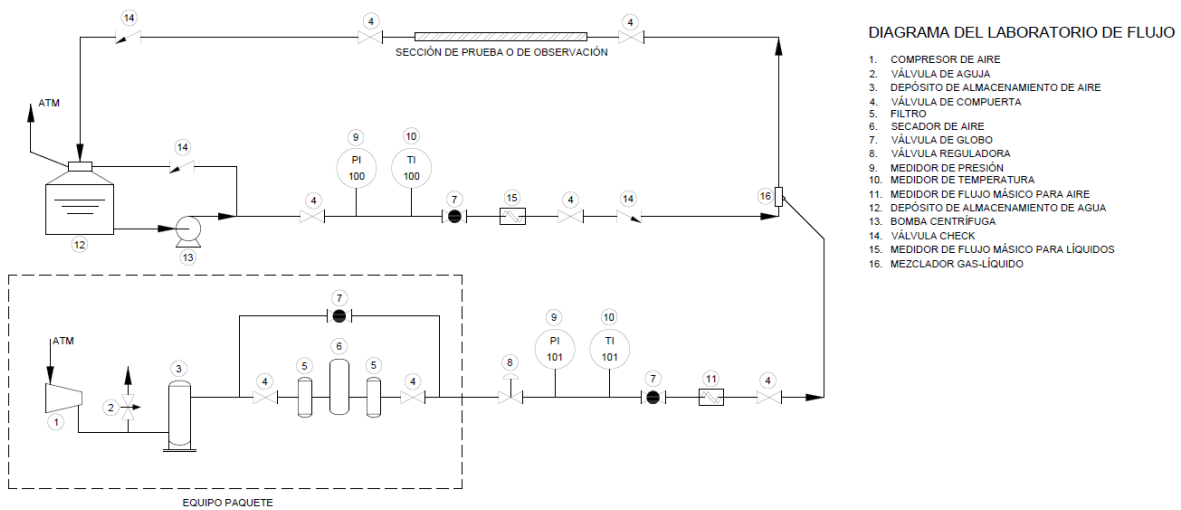 14
4
4
SECCIÓN DE PRUEBA O DE OBSERVACIÓN
ATM
14
9
10
PI
100
TI
100
4
7
15
4
14
16
12
13
7
ATM
3
6
5
5
4
4
2
1
EQUIPO PAQUETE
8
9
10
PI
101
TI
101
7
11
4
DIAGRAMA DEL LABORATORIO DE FLUJO
1. COMPRESOR DE AIRE
2. VÁLVULA DE AGUJA
3. DEPÓSITO DE ALMACENAMIENTO DE AIRE
4. VÁLVULA DE COMPUERTA
5. FILTRO
6. SECADOR DE AIRE
7. VÁLVULA DE GLOBO
8. VÁLVULA REGULADORA
9. MEDIDOR DE PRESIÓN
10. MEDIDOR DE TEMPERATURA
11. MEDIDOR DE FLUJO MÁSICO PARA AIRE
12. DEPÓSITO DE ALMACENAMIENTO DE AGUA
13. BOMBA CENTRÍFUGA
14. VÁLVULA CHECK
15. MEDIDOR DE FLUJO MÁSICO PARA LÍQUIDOS
16. MEZCLADOR GAS-LÍQUIDO